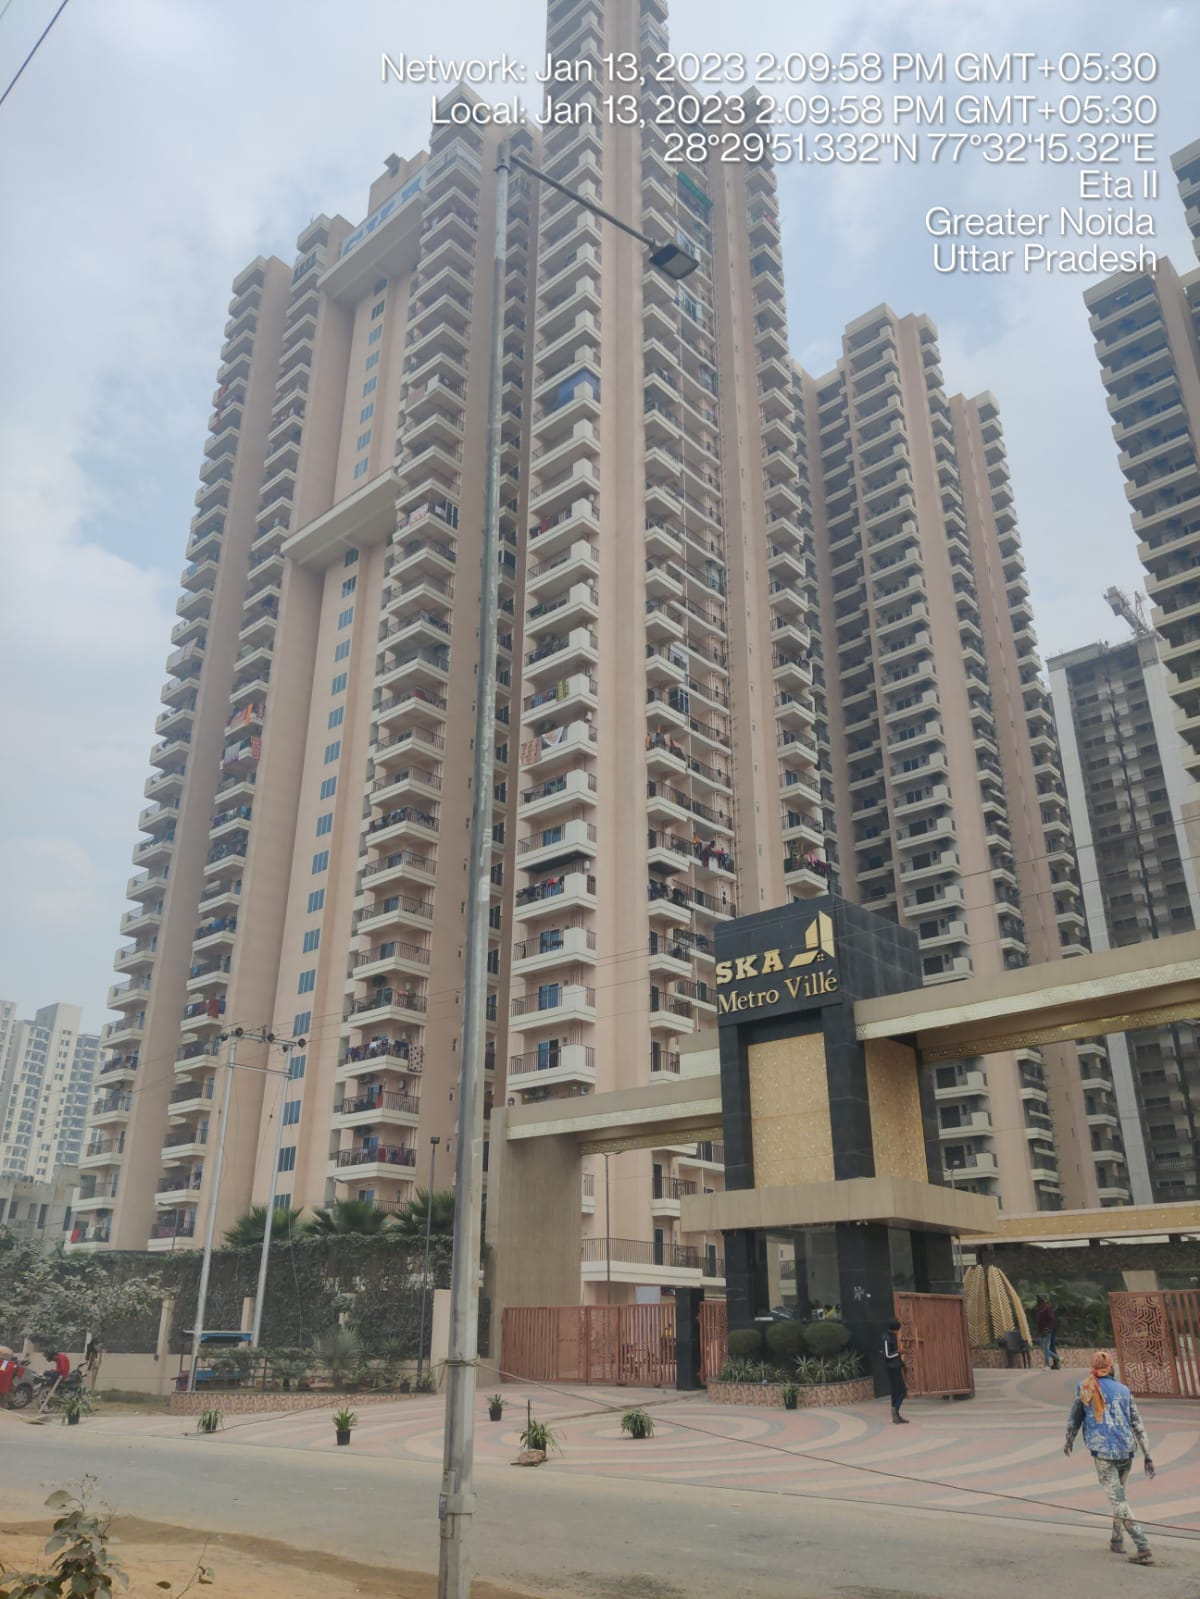 Network: Jan 13, 2023 2:09:58 PM GMT+05:30
Local: Jan 13, 2023 2:09:58 PM GMT+05:30
28°29'51.332"N 77°32'15.32"E
Eta II
Greater Noida
Uttar Pradesh
SKA
Metro Villé